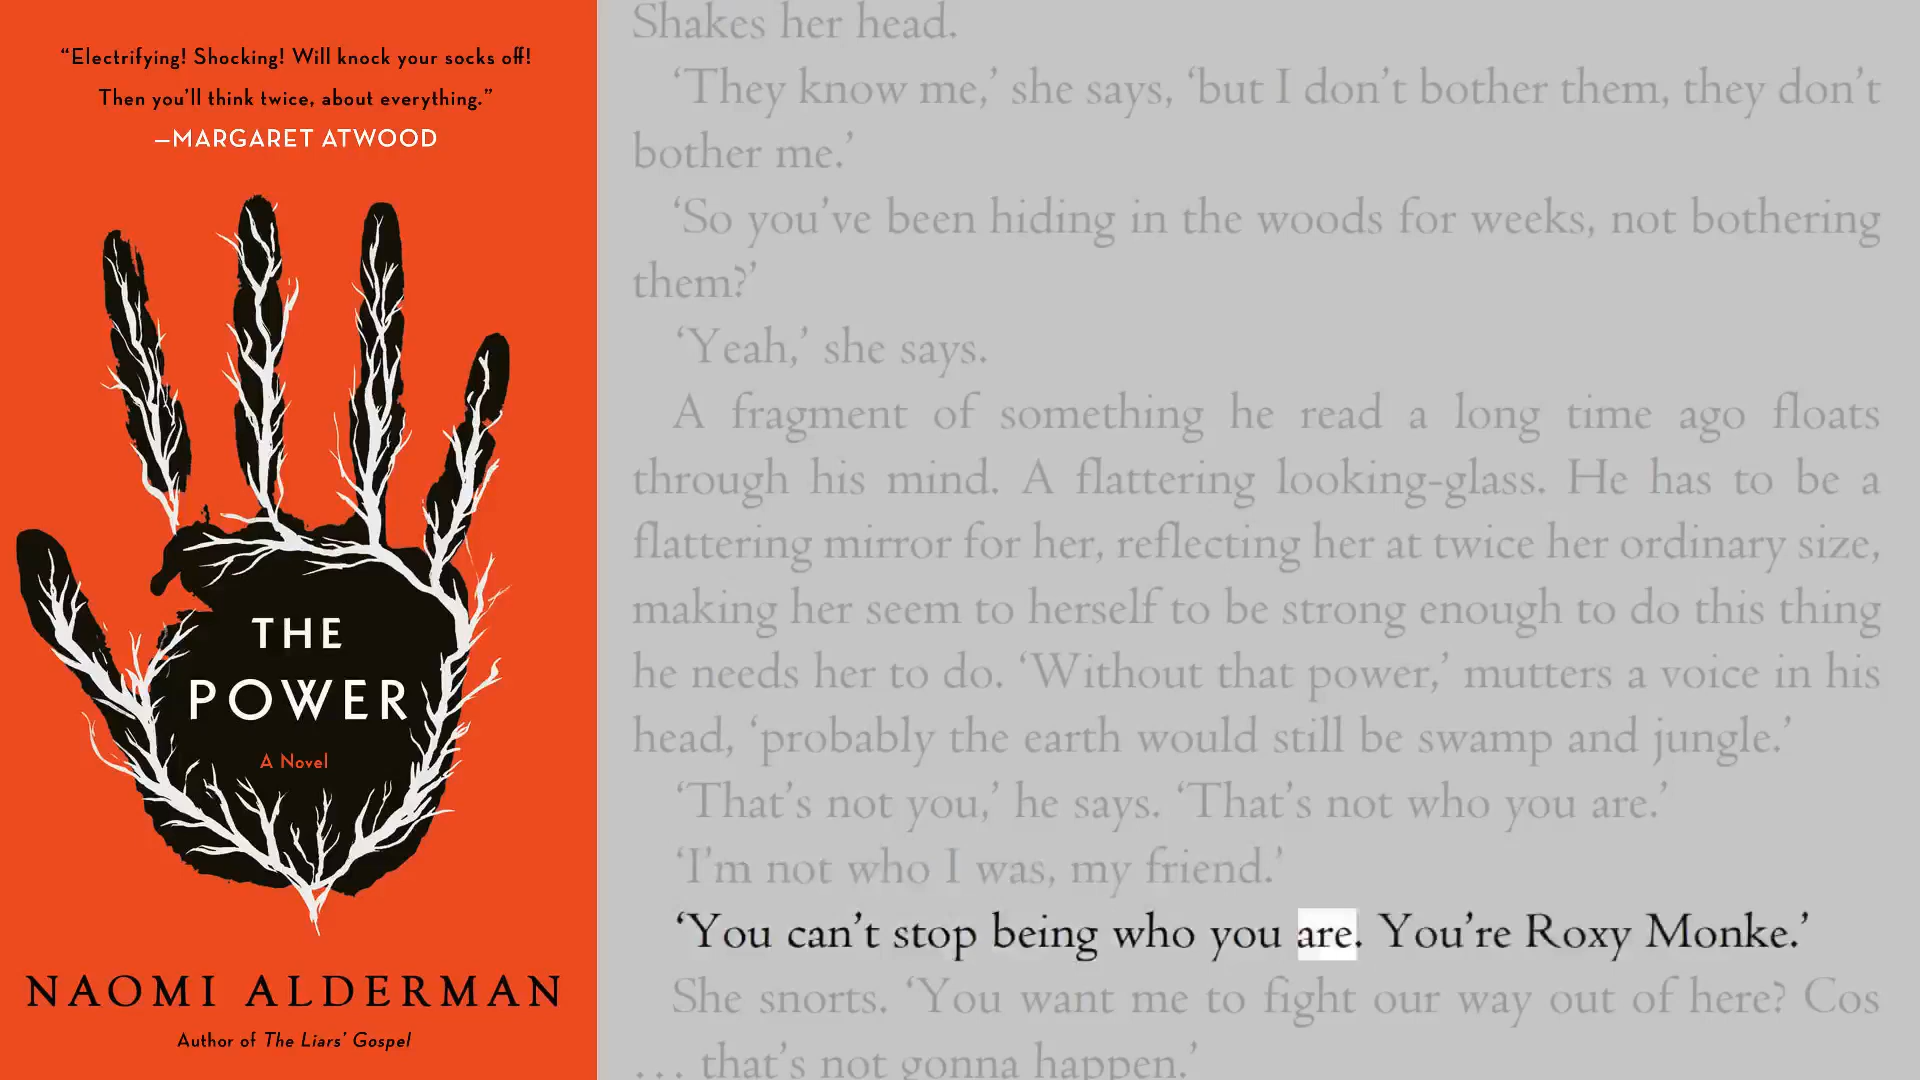 “Electrifying! Shocking! Will knock your socks off!
Then you’ll think twice, about everything.”
—MARGARET ATWOOD
THE
POWER
A Novel
NAOMI ALDERMAN
Author of The Liars’ Gospel
Shakes her head.
‘They know me,’ she says, ‘but I don’t bother them, they don’t
bother me.’
‘So you’ve been hiding in the woods for weeks, not bothering
them?’
‘Yeah,’ she says.
A fragment of something he read a long time ago floats
through his mind. A flattering looking-glass. He has to be a
flattering mirror for her, reflecting her at twice her ordinary size,
making her seem to herself to be strong enough to do this thing
he needs her to do. ‘Without that power,’ mutters a voice in his
head, ‘probably the earth would still be swamp and jungle.’
‘That’s not you,’ he says. ‘That’s not who you are.’
‘I’m not who I was, my friend.’
‘You can’t stop being who you are. You’re Roxy Monke.’
She snorts. ‘You want me to fight our way out of here? Cos
… that’s not gonna happen.’